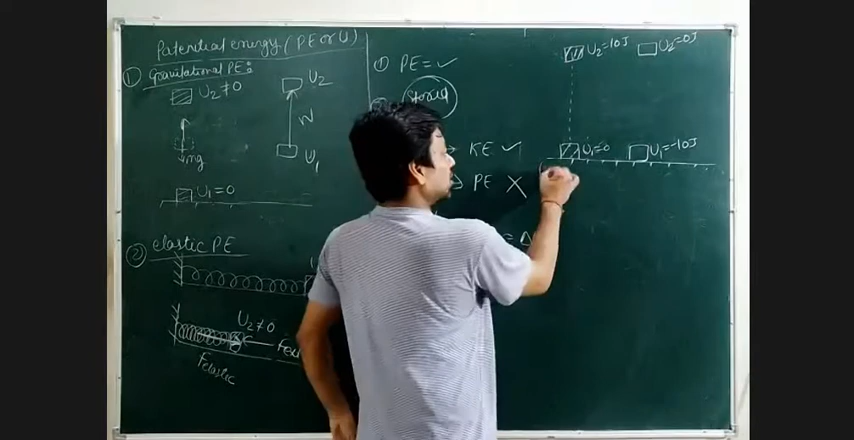 Potential energy (PE or U)
① Gravitational PE:
U₂≠0
U₂
W
mg
U₁
U₁=0
② elastic PE
U₂≠0
Felastic
① PE = ✓
Stored
KE ✓
PE ✗
= Δ
U₂=10J
U₂=0J
U₁=0
U₁=-10J